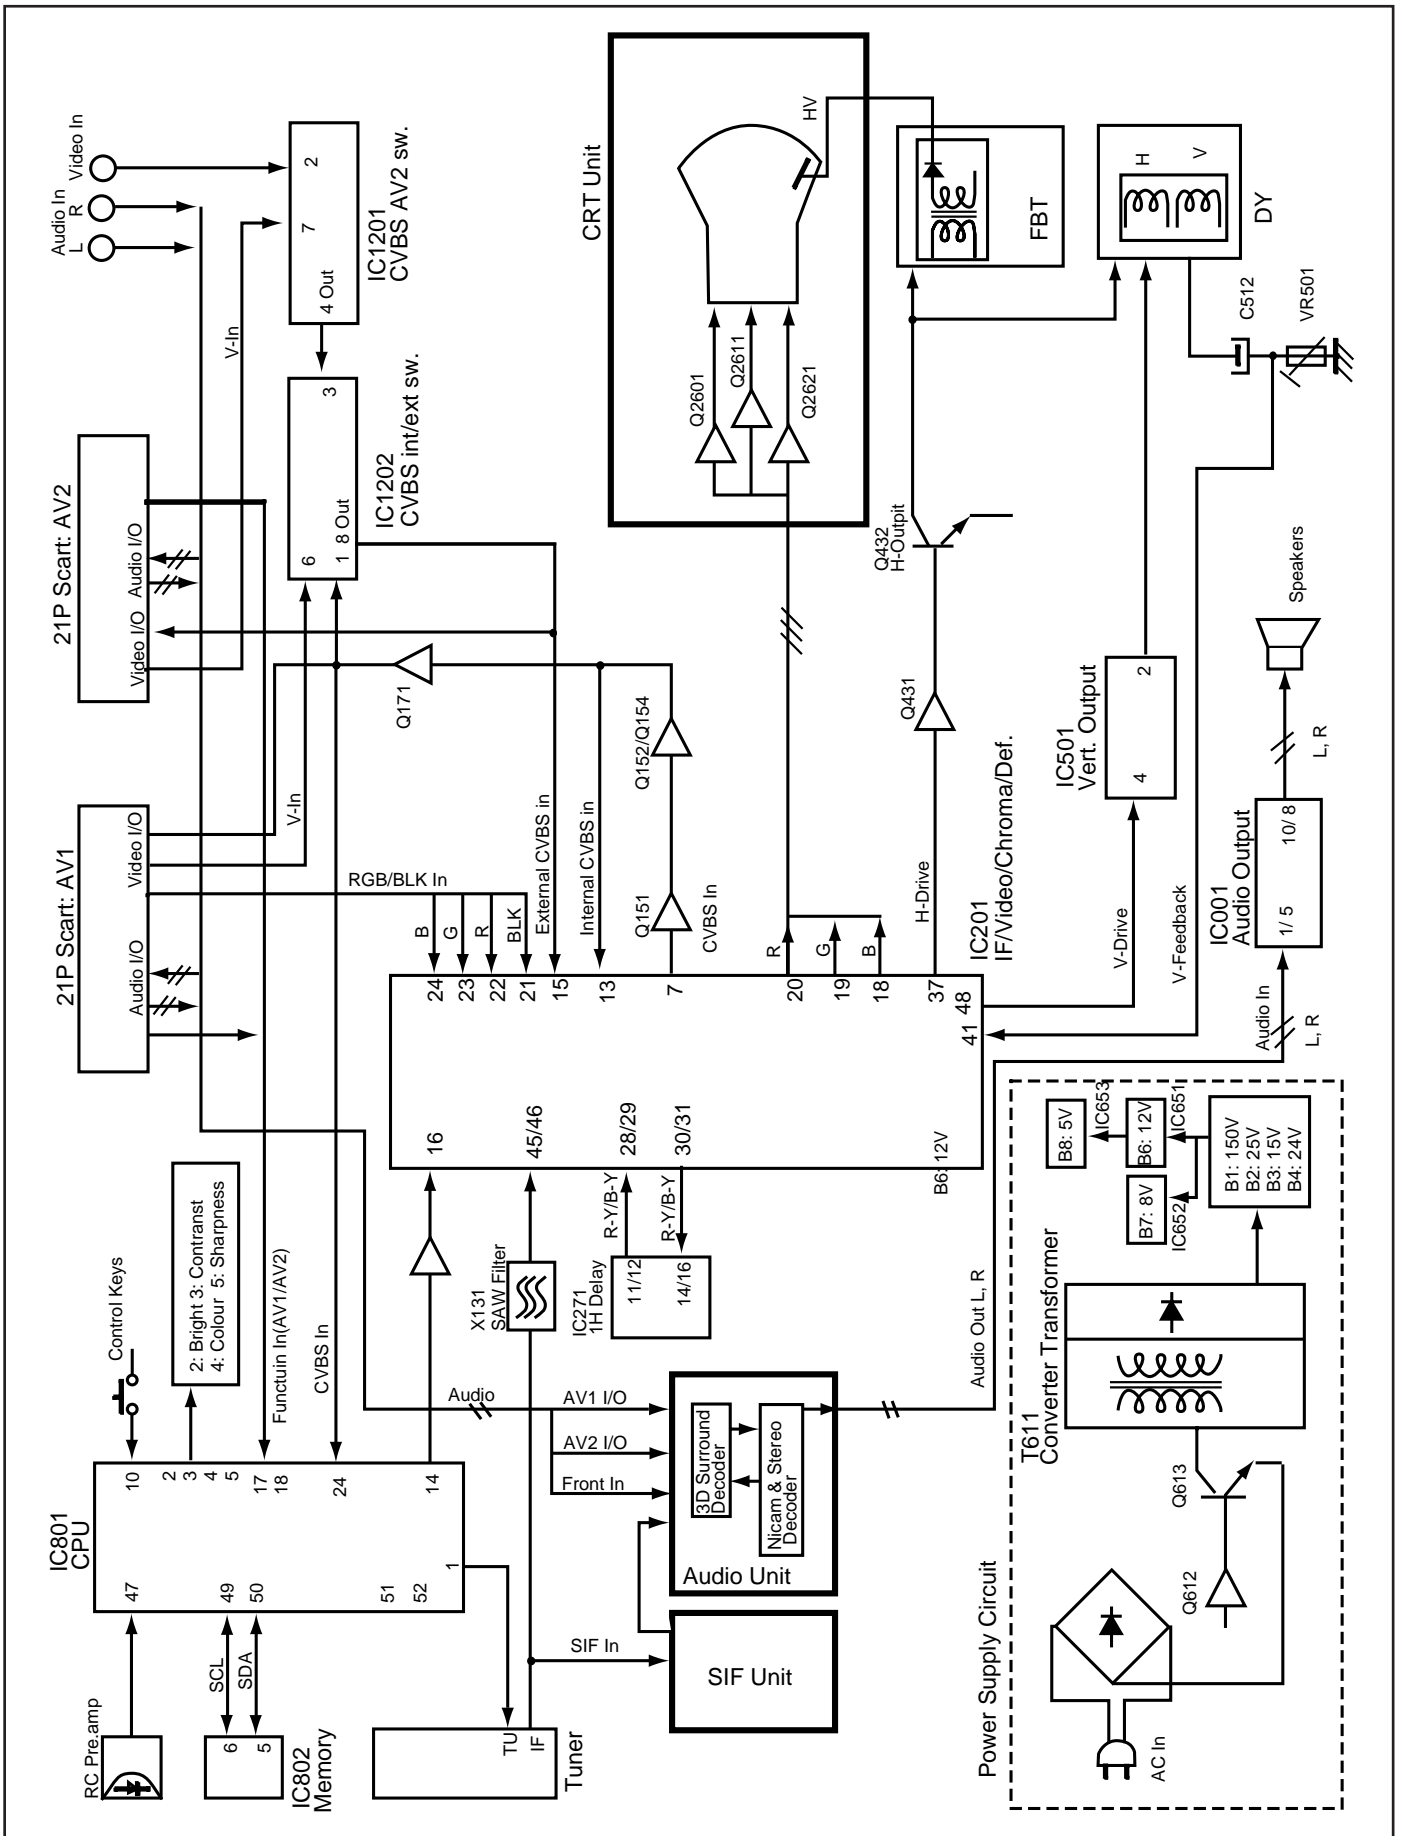 Audio In
L
R
Video In
2
7
4 Out
IC1201
CVBS AV2 sw.
V-In
3
6
1
8 Out
IC1202
CVBS int/ext sw.
21P Scart: AV2
Video I/O
Audio I/O
21P Scart: AV1
Audio I/O
Video I/O
V-In
RGB/BLK In
Q171
B
G
R
BLK
External CVBS in
Internal CVBS in
Q151
Q152/Q154
CVBS In
CRT Unit
HV
Q2601
Q2611
Q2621
FBT
H
V
DY
C512
VR501
Q432
H-Outpit
Q431
H-Drive
R
G
B
IC201
IF/Video/Chroma/Def.
24
23
22
21
15
13
7
20
19
18
37
48
41
16
45/46
28/29
30/31
B6: 12V
IC501
Vert. Output
4
2
V-Drive
V-Feedback
Speakers
L, R
IC001
Audio Output
1/ 5
10/ 8
Audio In
L, R
Control Keys
2: Bright 3: Contranst
4: Colour 5: Sharpness
Functuin In(AV1/AV2)
CVBS In
X131
SAW Filter
IC271
1H Delay
11/12
14/16
R-Y/B-Y
R-Y/B-Y
IC801
CPU
10
2
3
4
5
17
18
24
14
47
49
50
51
52
1
RC Pre.amp
SCL
SDA
6
5
IC802
Memory
TU
IF
Tuner
Audio
AV1 I/O
AV2 I/O
Front In
3D Surround
Decoder
Nicam & Stereo
Decoder
Audio Unit
SIF In
SIF Unit
Audio Out L, R
Power Supply Circuit
B8: 5V
IC653
B6: 12V
IC651
B7: 8V
IC652
B1: 150V
B2: 25V
B3: 15V
B4: 24V
T611
Converter Transformer
Q613
Q612
AC In